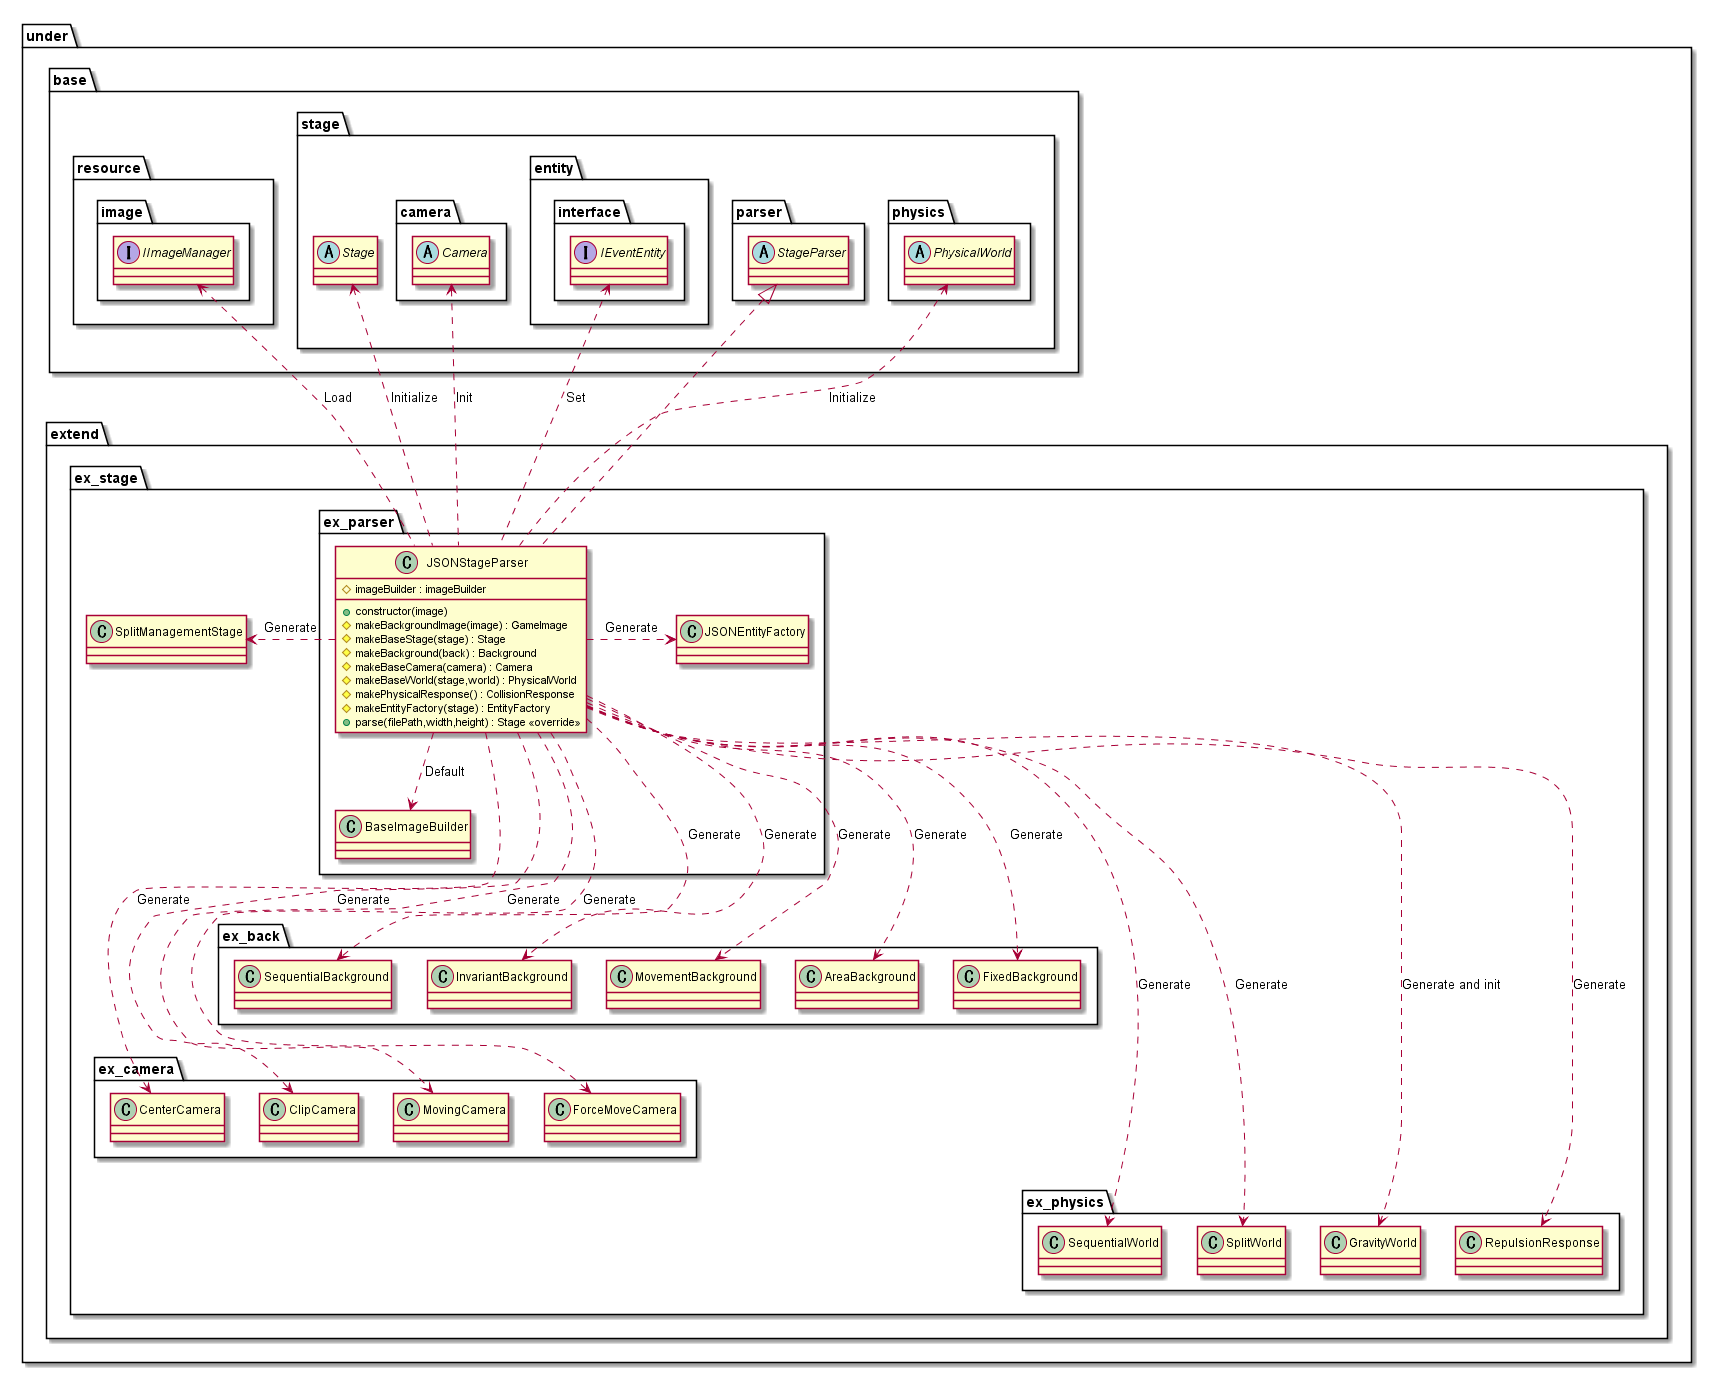 under
base
stage
resource
entity
image
camera
interface
parser
physics
I IImageManager
A Stage
A Camera
I IEventEntity
A StageParser
A PhysicalWorld
Load
Initialize
Init
Set
Initialize
extend
ex_stage
ex_parser
C JSONStageParser
imageBuilder : imageBuilder
constructor(image)
makeBackgroundImage(image) : GameImage
makeBaseStage(stage) : Stage
makeBackground(back) : Background
makeBaseCamera(camera) : Camera
makeBaseWorld(stage,world) : PhysicalWorld
makePhysicalResponse() : CollisionResponse
makeEntityFactory(stage) : EntityFactory
parse(filePath,width,height) : Stage «override»
C SplitManagementStage
Generate
Generate
C JSONEntityFactory
Default
C BaseImageBuilder
Generate
Generate
Generate
Generate
Generate
Generate
Generate
Generate
Generate
ex_back
C SequentialBackground
C InvariantBackground
C MovementBackground
C AreaBackground
C FixedBackground
Generate
Generate
Generate and init
Generate
ex_camera
C CenterCamera
C ClipCamera
C MovingCamera
C ForceMoveCamera
ex_physics
C SequentialWorld
C SplitWorld
C GravityWorld
C RepulsionResponse